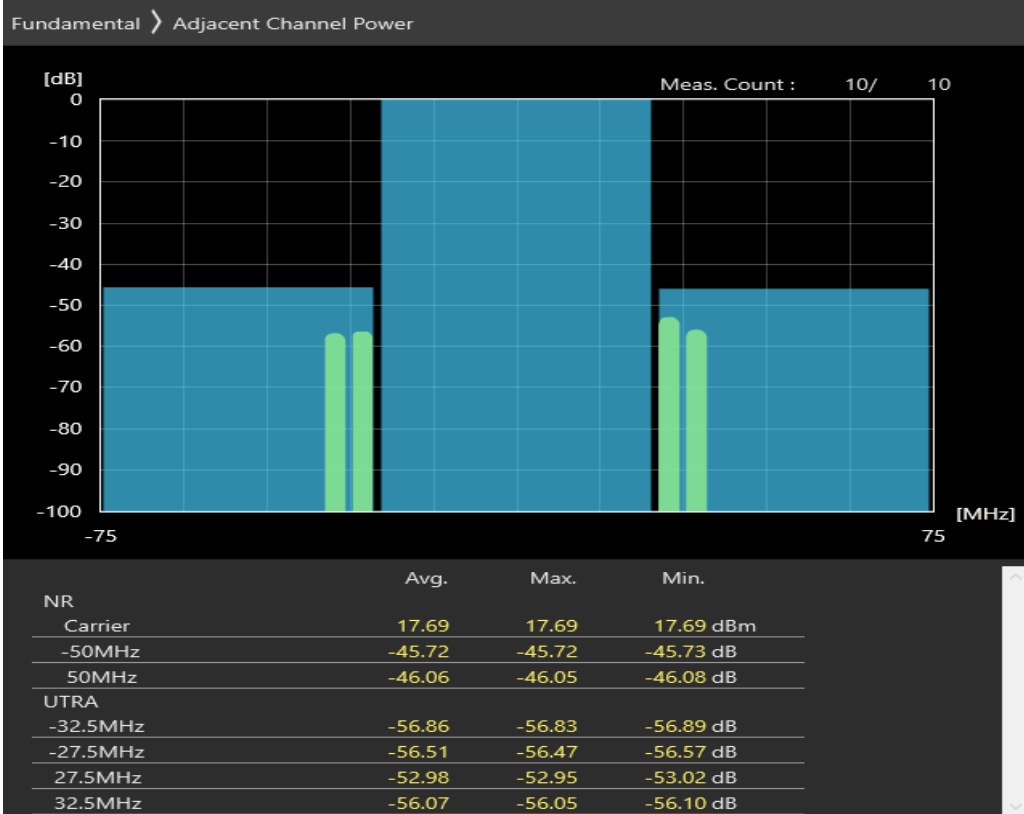 Fundamental ❯ Adjacent Channel Power
[dB]
Meas. Count : 10/ 10
0
-10
-20
-30
-40
-50
-60
-70
-80
-90
-100
[MHz]
-75 75
Avg. Max. Min.
NR
Carrier 17.69 17.69 17.69 dBm
-50MHz -45.72 -45.72 -45.73 dB
50MHz -46.06 -46.05 -46.08 dB
UTRA
-32.5MHz -56.86 -56.83 -56.89 dB
-27.5MHz -56.51 -56.47 -56.57 dB
27.5MHz -52.98 -52.95 -53.02 dB
32.5MHz -56.07 -56.05 -56.10 dB